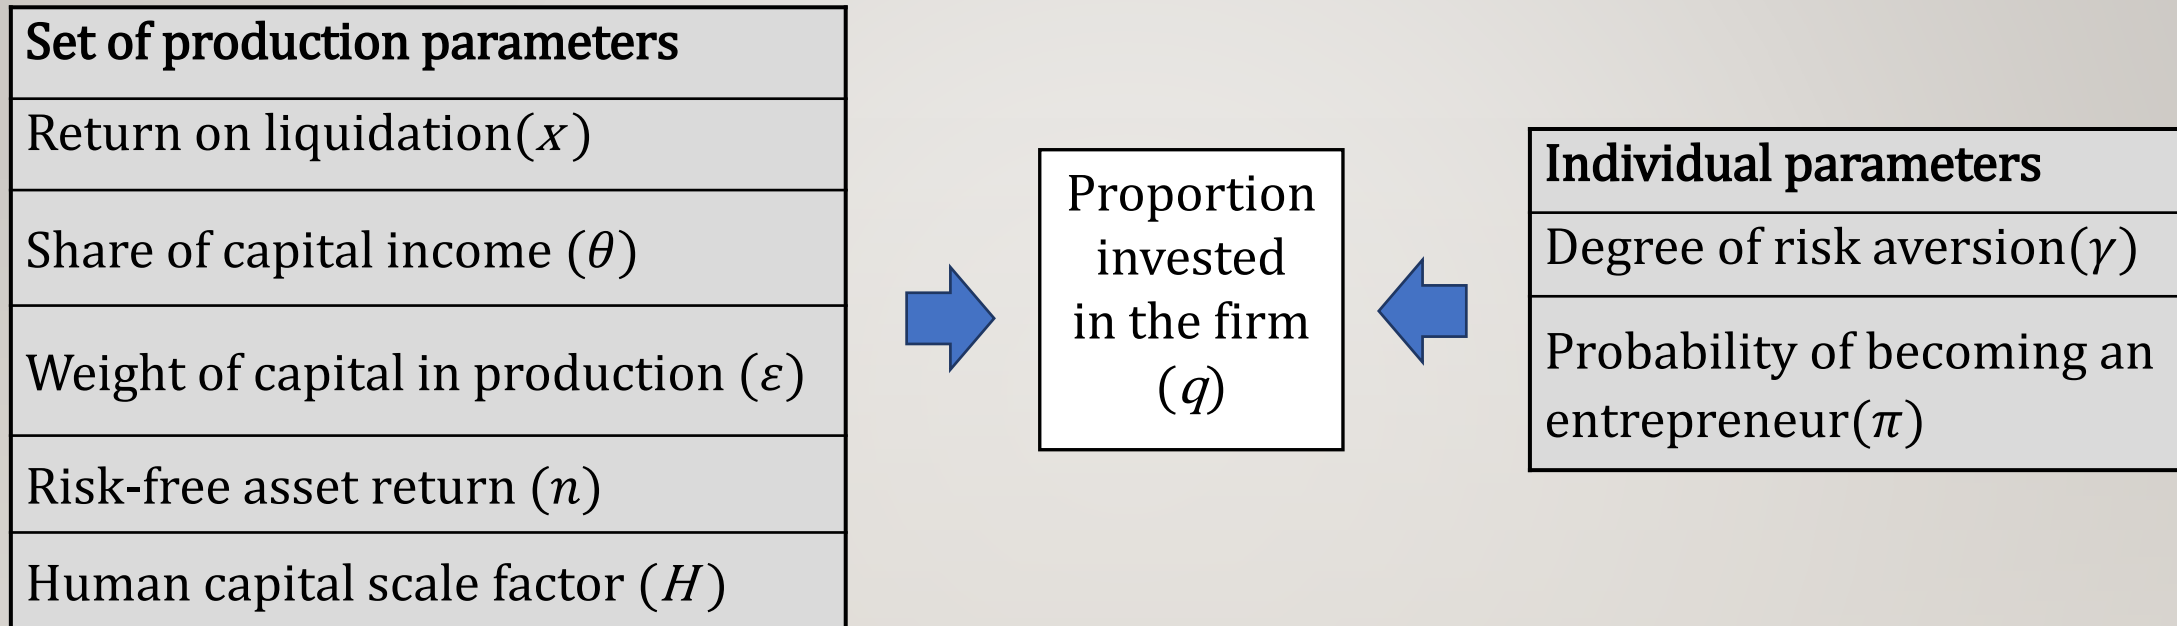 Set of production parameters
Return on liquidation(x)
Share of capital income (θ)
Weight of capital in production (ε)
Risk-free asset return (n)
Human capital scale factor (H)
Proportion
invested
in the firm
(q)
Individual parameters
Degree of risk aversion(γ)
Probability of becoming an
entrepreneur(π)